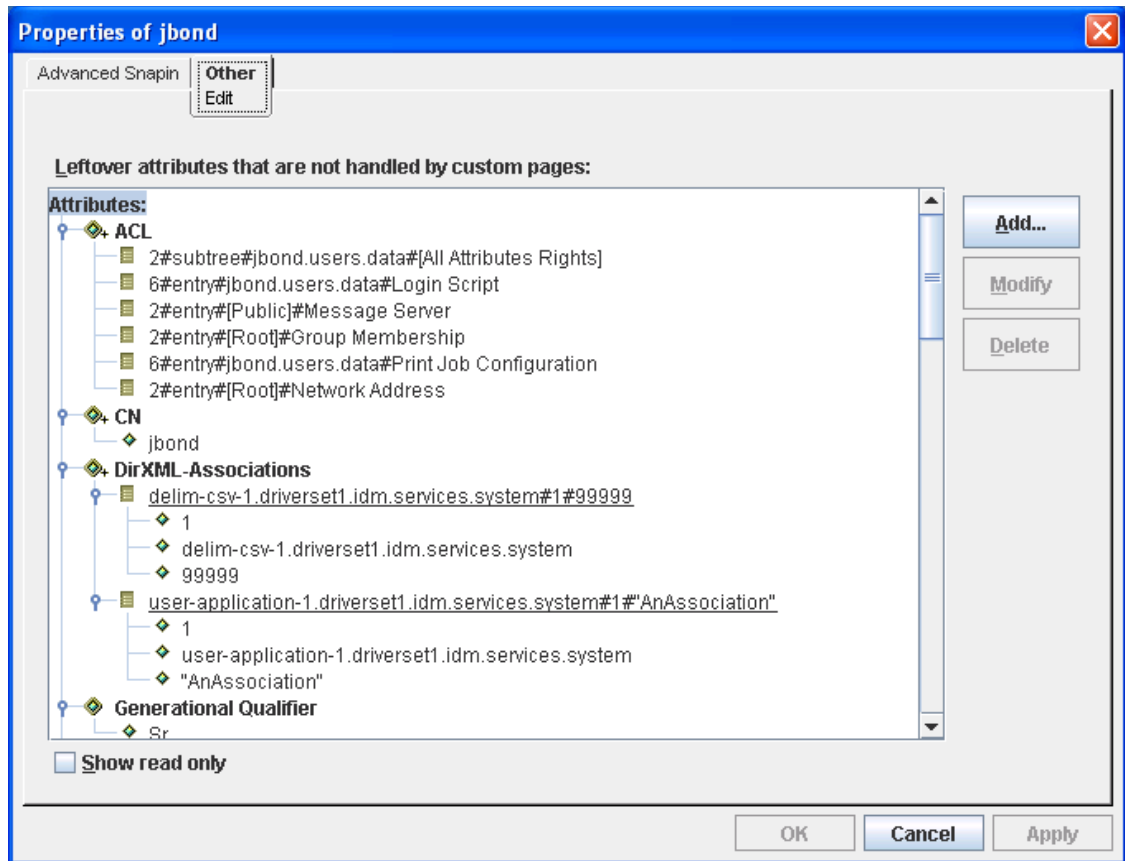 Properties of jbond
Advanced Snapin
Other
Edit
Leftover attributes that are not handled by custom pages:
Attributes:
ACL
2#subtree#jbond.users.data#[All Attributes Rights]
6#entry#jbond.users.data#Login Script
2#entry#[Public]#Message Server
2#entry#[Root]#Group Membership
6#entry#jbond.users.data#Print Job Configuration
2#entry#[Root]#Network Address
CN
jbond
DirXML-Associations
delim-csv-1.driverset1.idm.services.system#1#99999
1
delim-csv-1.driverset1.idm.services.system
99999
user-application-1.driverset1.idm.services.system#1#"AnAssociation"
1
user-application-1.driverset1.idm.services.system
"AnAssociation"
Generational Qualifier
Sr
Add...
Modify
Delete
Show read only
OK Cancel Apply